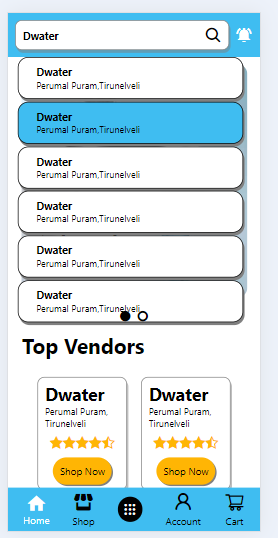 Dwater
Dwater
Perumal Puram,Tirunelveli
Dwater
Perumal Puram,Tirunelveli
Dwater
Perumal Puram,Tirunelveli
Dwater
Perumal Puram,Tirunelveli
Dwater
Perumal Puram,Tirunelveli
Dwater
Perumal Puram,Tirunelveli
Top Vendors
Dwater
Perumal Puram,
Tirunelveli
Shop Now
Dwater
Perumal Puram,
Tirunelveli
Shop Now
Home
Shop
Account
Cart